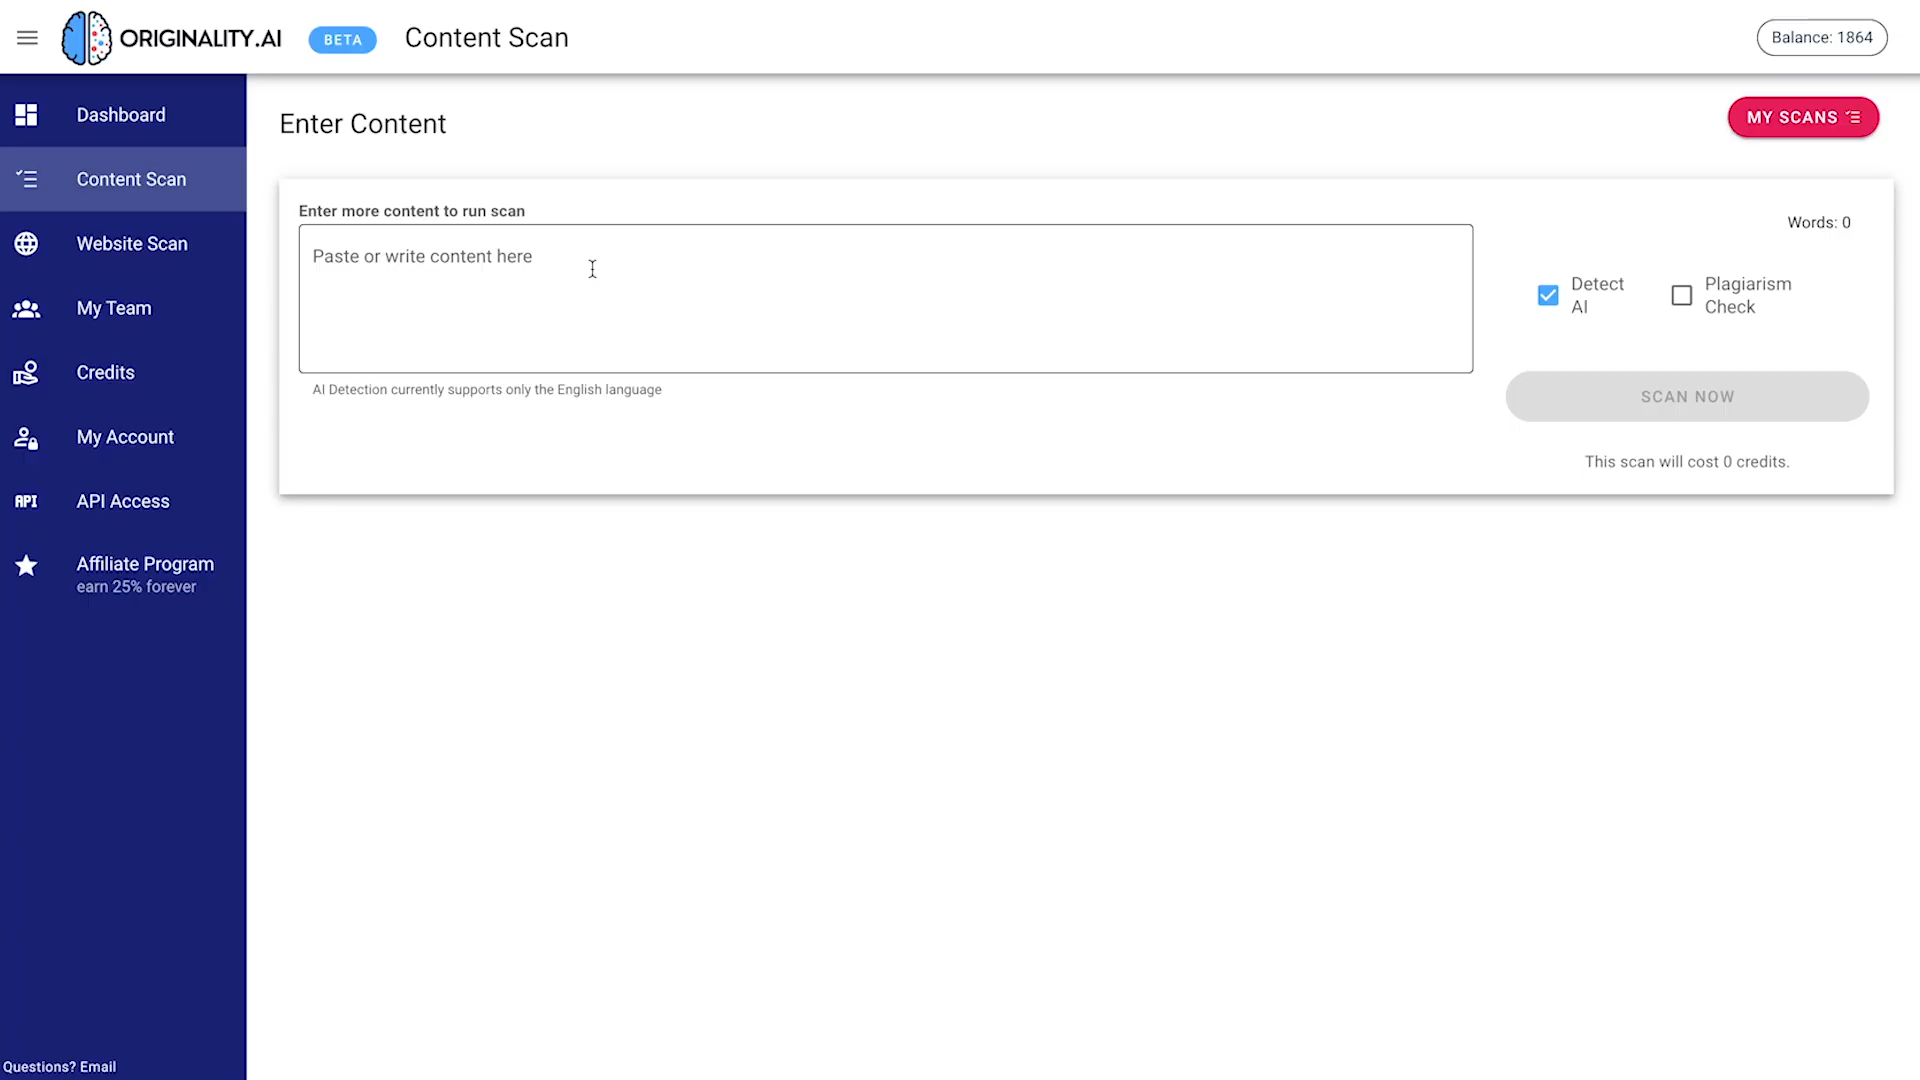 ORIGINALITY.AI
BETA
Content Scan
Balance: 1864
Dashboard
Content Scan
Website Scan
My Team
Credits
My Account
API
API Access
Affiliate Program
earn 25% forever
Questions? Email
Enter Content
MY SCANS
Enter more content to run scan
Paste or write content here
AI Detection currently supports only the English language
Words: 0
Detect
AI
Plagiarism
Check
SCAN NOW
This scan will cost 0 credits.